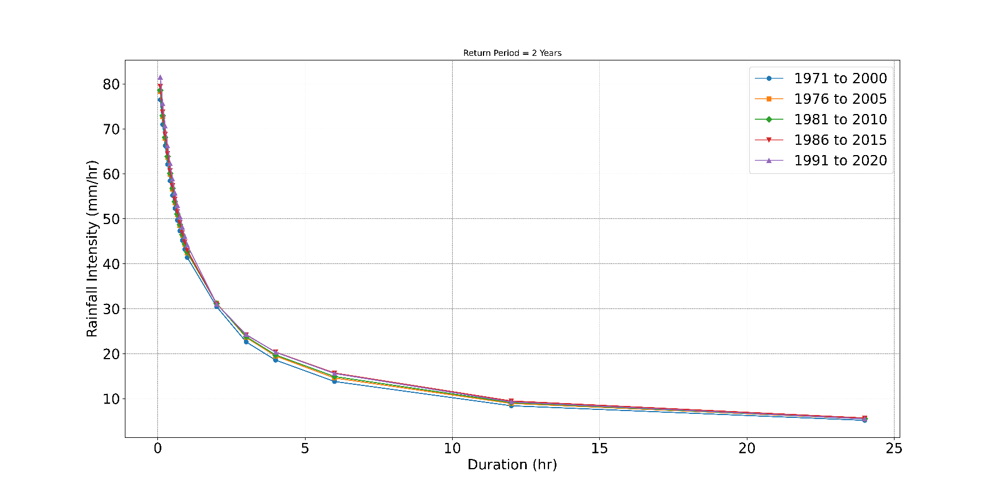 Return Period = 2 Years
Rainfall Intensity (mm/hr)
80
70
60
50
40
30
20
10
1971 to 2000
1976 to 2005
1981 to 2010
1986 to 2015
1991 to 2020
0 5 10 15 20 25
Duration (hr)